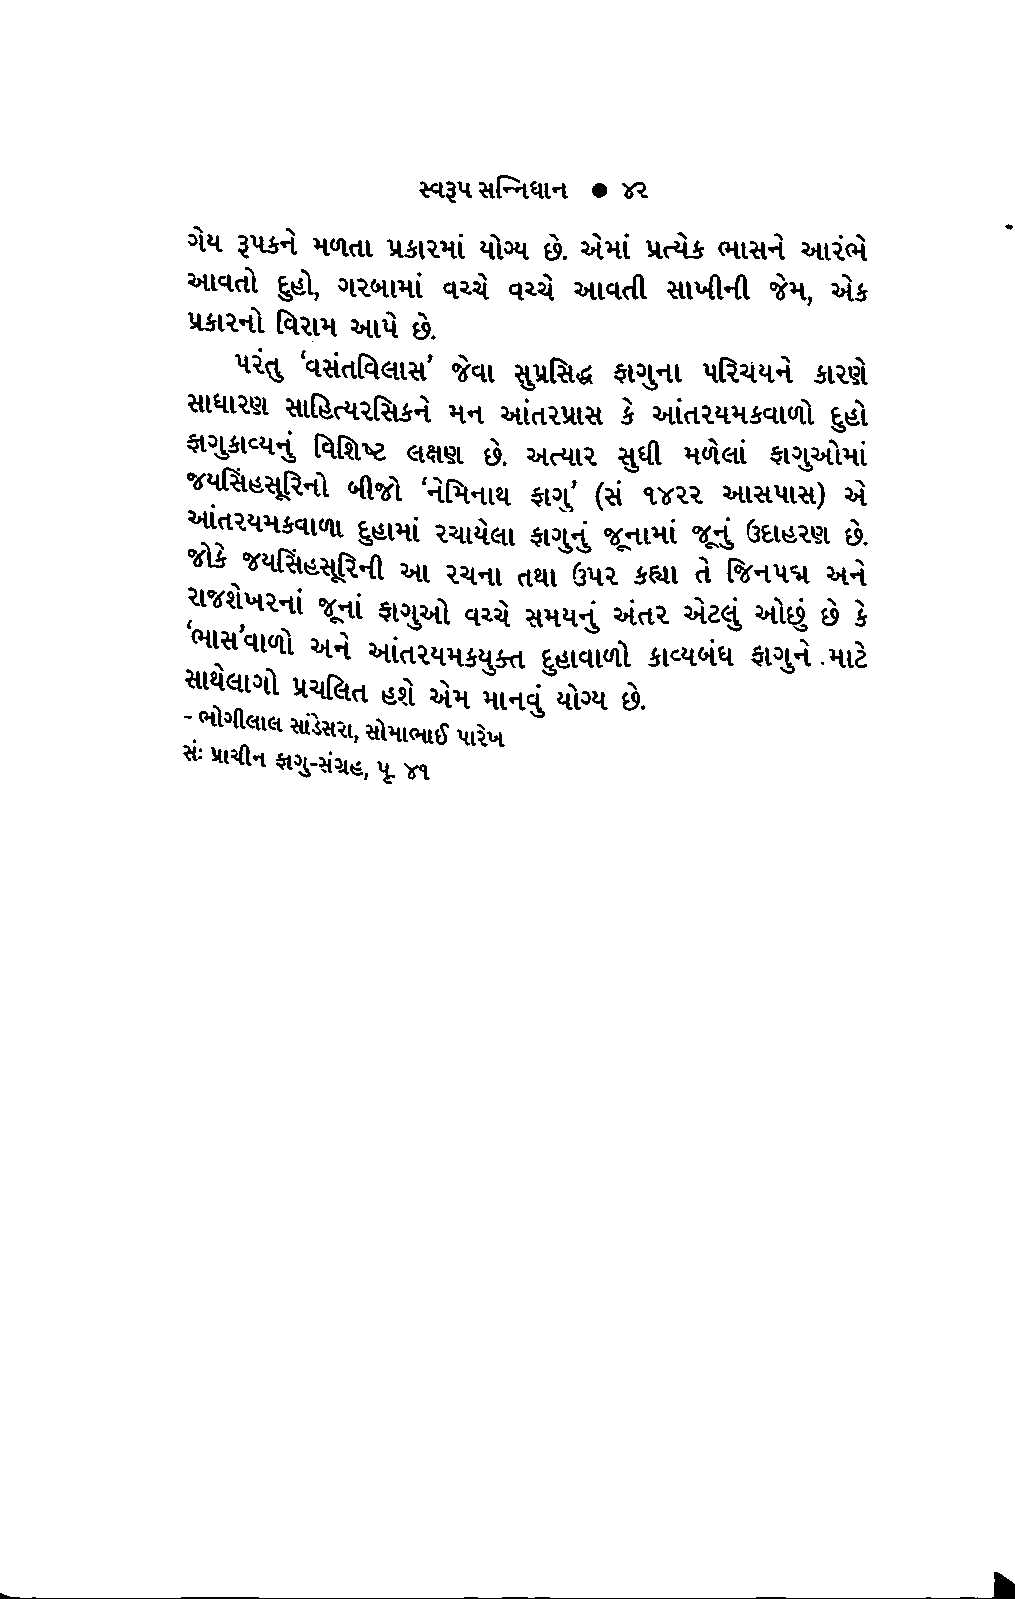 સ્વરૂપ સન્નિધાન ● ૪૨
ગેય રૂપકને મળતા પ્રકારમાં યોગ્ય છે. એમાં પ્રત્યેક ભાસને આરંભે
આવતો દુહો, ગરબામાં વચ્ચે વચ્ચે આવતી સાખીની જેમ, એક
પ્રકારનો વિરામ આપે છે.
પરંતુ ‘વસંતવિલાસ’ જેવા સુપ્રસિદ્ધ ફાગુના પરિચયને કારણે
સાધારણ સાહિત્યરસિકને મન આંતરપ્રાસ કે આંતરયમકવાળો દુહો
ફાગુકાવ્યનું વિશિષ્ટ લક્ષણ છે. અત્યાર સુધી મળેલાં ફાગુઓમાં
જયસિંહસૂરિનો બીજો ‘નેમિનાથ ફાગુ’ (સં ૧૪૨૨ આસપાસ) એ
આંતરયમકવાળા દુહામાં રચાયેલા ફાગુનું જૂનામાં જૂનું ઉદાહરણ છે.
જોકે જયસિંહસૂરિની આ રચના તથા ઉપર કહ્યા તે જિનપદ્મ અને
રાજશેખરનાં જૂનાં ફાગુઓ વચ્ચે સમયનું અંતર એટલું ઓછું છે કે
‘ભાસ’વાળો અને આંતરયમકયુક્ત દુહાવાળો કાવ્યબંધ ફાગુને માટે
સાથેલાગો પ્રચલિત હશે એમ માનવું યોગ્ય છે.
- ભોગીલાલ સાંડેસરા, સોમાભાઈ પારેખ
સંઃ પ્રાચીન ફાગુ-સંગ્રહ, પૃ. ૪૧